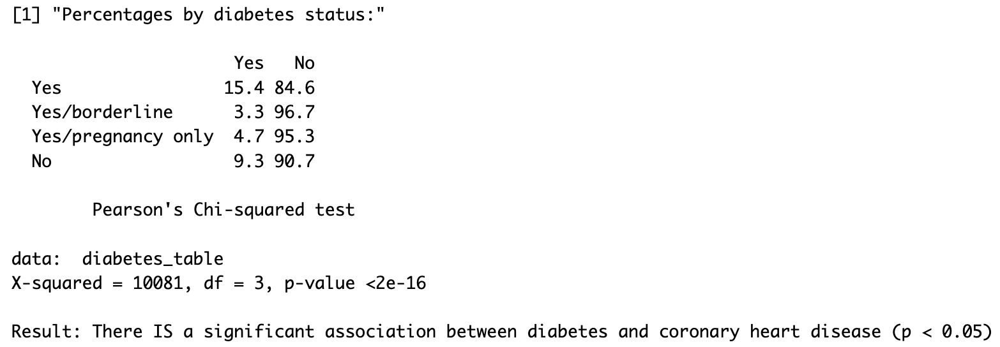 [1] "Percentages by diabetes status:"
Yes No
Yes 15.4 84.6
Yes/borderline 3.3 96.7
Yes/pregnancy only 4.7 95.3
No 9.3 90.7
Pearson's Chi-squared test
data: diabetes_table
X-squared = 10081, df = 3, p-value <2e-16
Result: There IS a significant association between diabetes and coronary heart disease (p < 0.05)